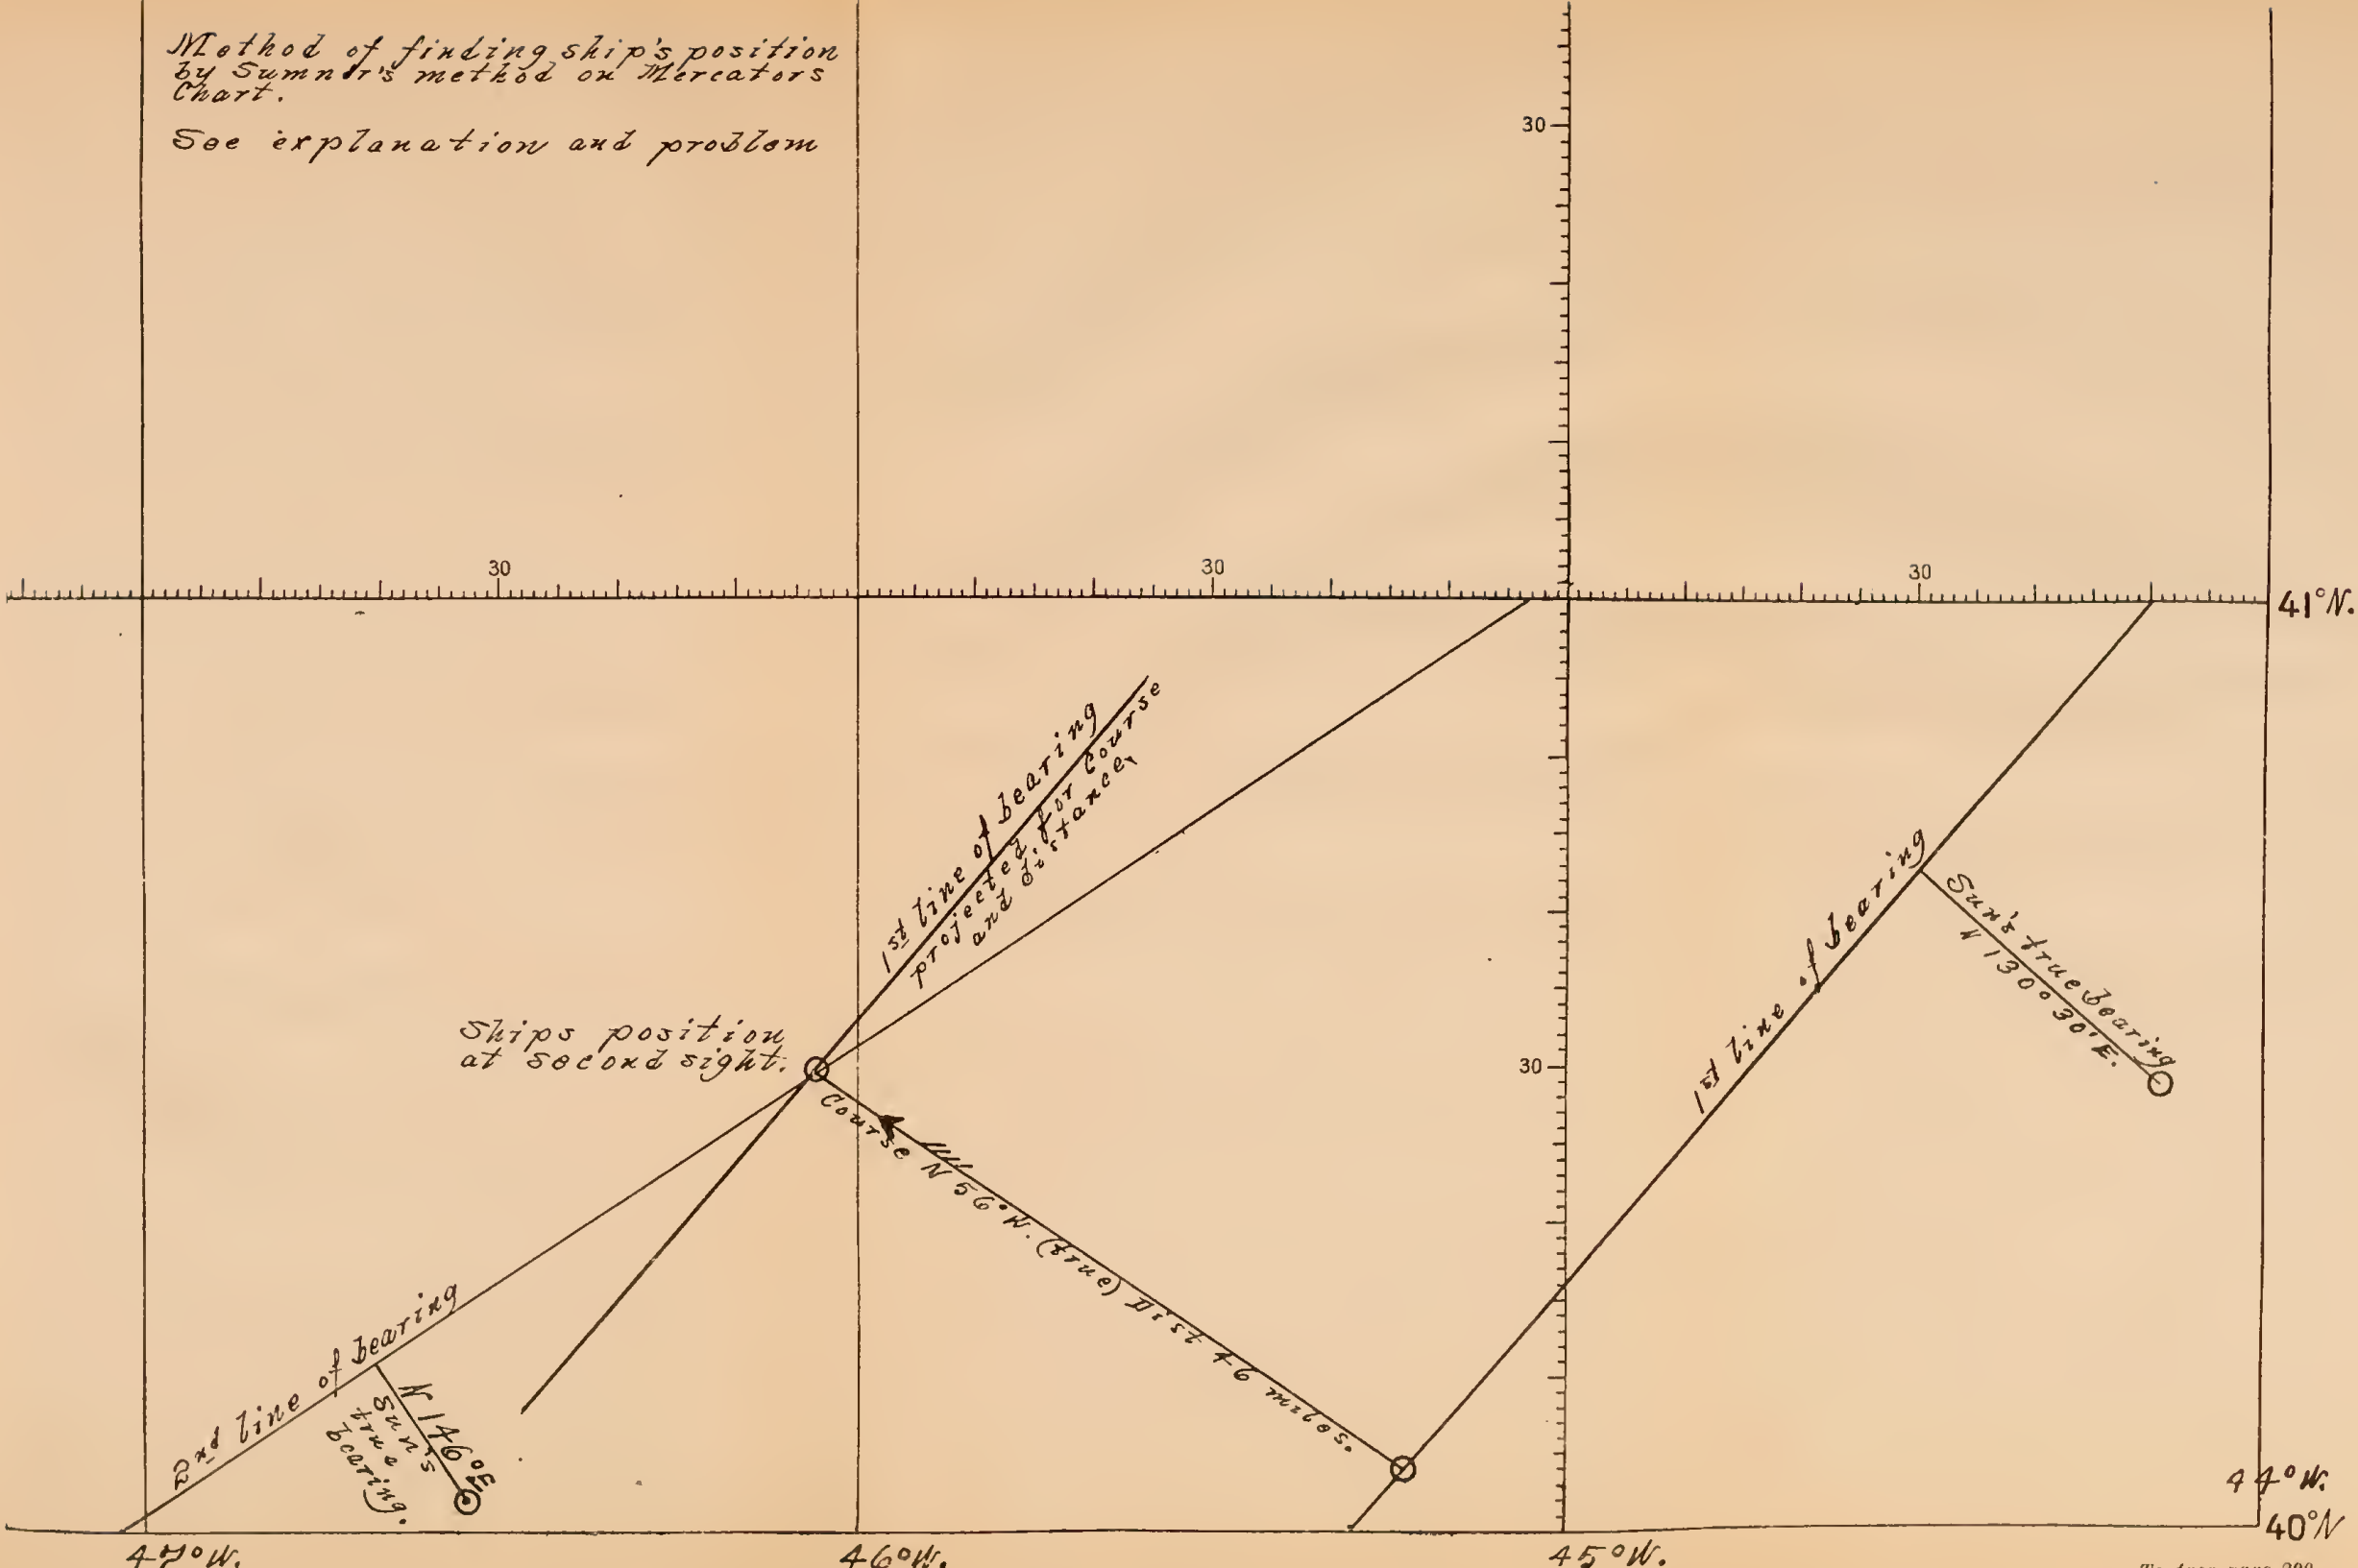 Method of finding ship's position
by Sumner's method on Mercators
Chart.
See explanation and problem
30
30
30
30
41°N.
1st line of bearing
projected for course
and distance,
1st line of bearing
Sun's true bearing
N 130° 30' E.
Ships position
at second sight.
30
Course N 56° W. (true) Dist 46 miles.
2nd line of bearing
N 146° E
Sun's
true
bearing.
44°W.
40°N
47°W.
46°W.
45°W.